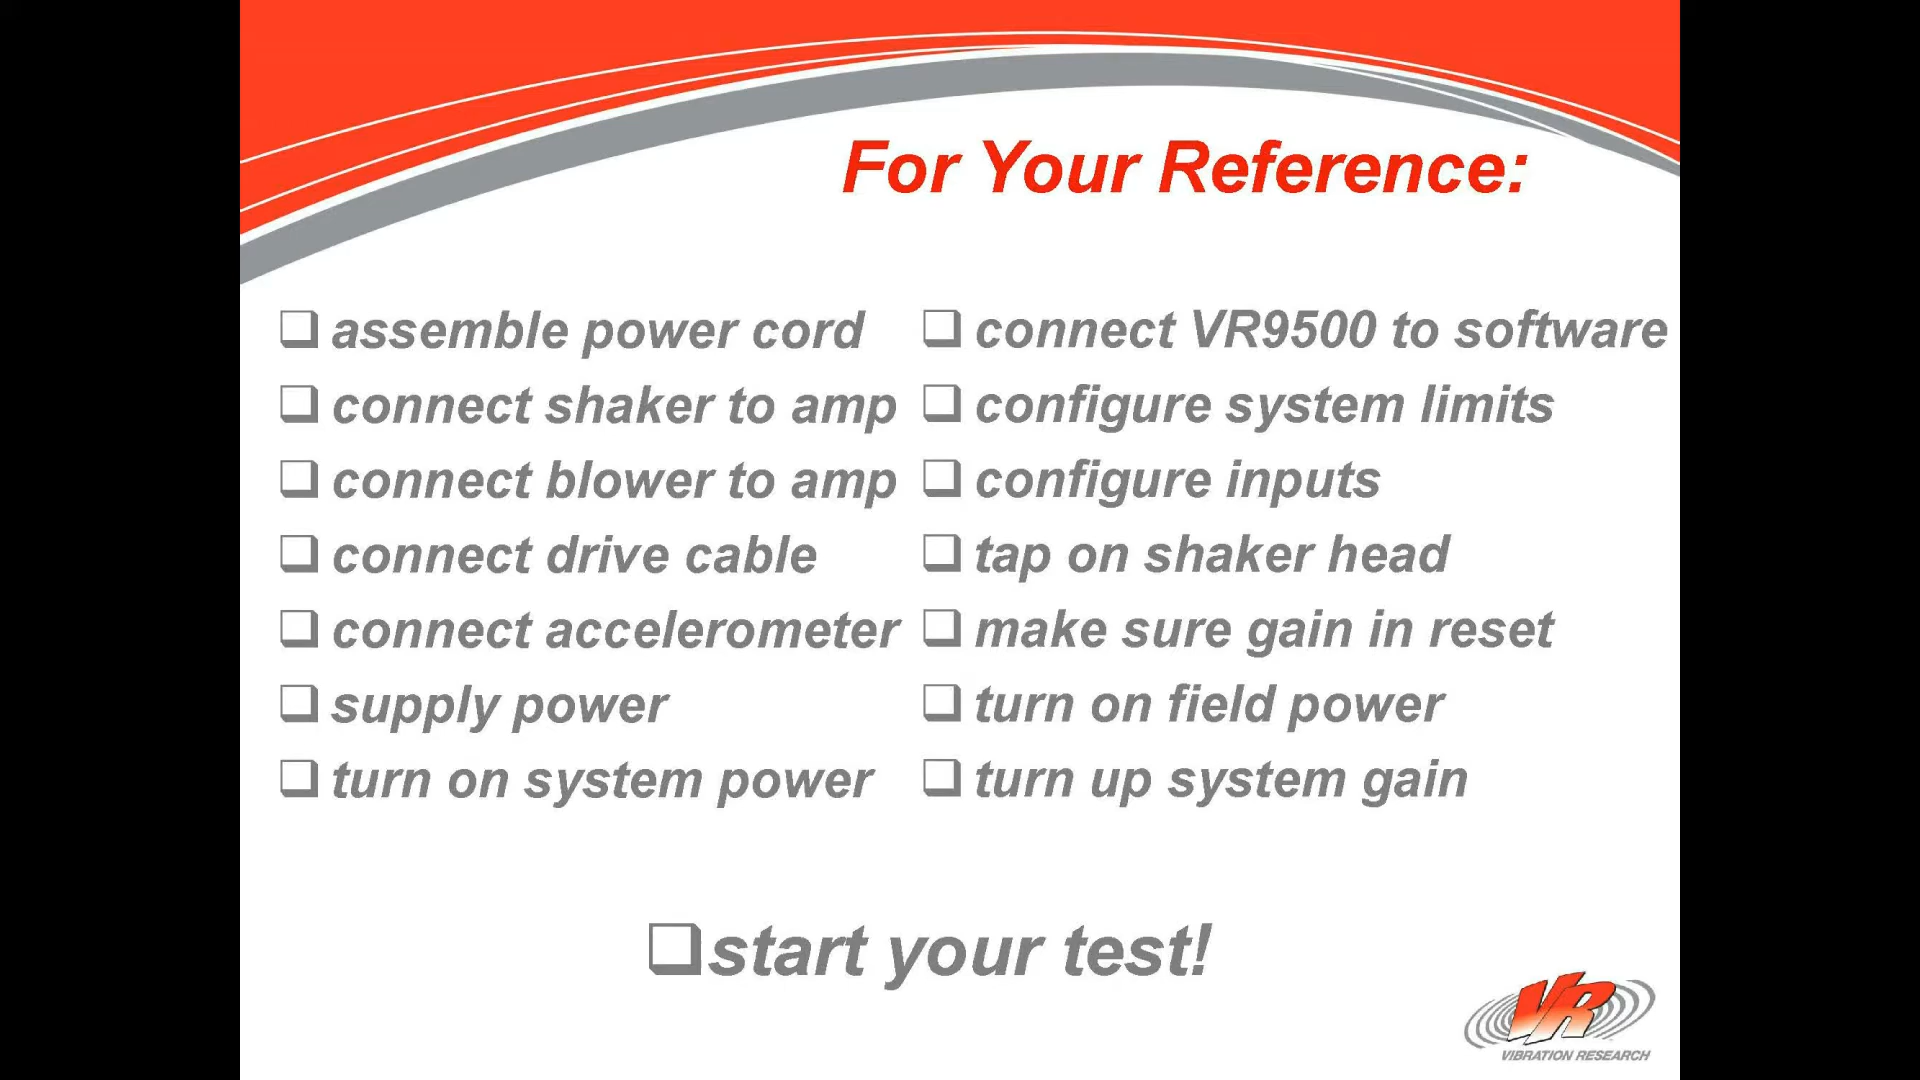 For Your Reference:
assemble power cord
connect shaker to amp
connect blower to amp
connect drive cable
connect accelerometer
supply power
turn on system power
connect VR9500 to software
configure system limits
configure inputs
tap on shaker head
make sure gain in reset
turn on field power
turn up system gain
start your test!
VR
VIBRATION RESEARCH